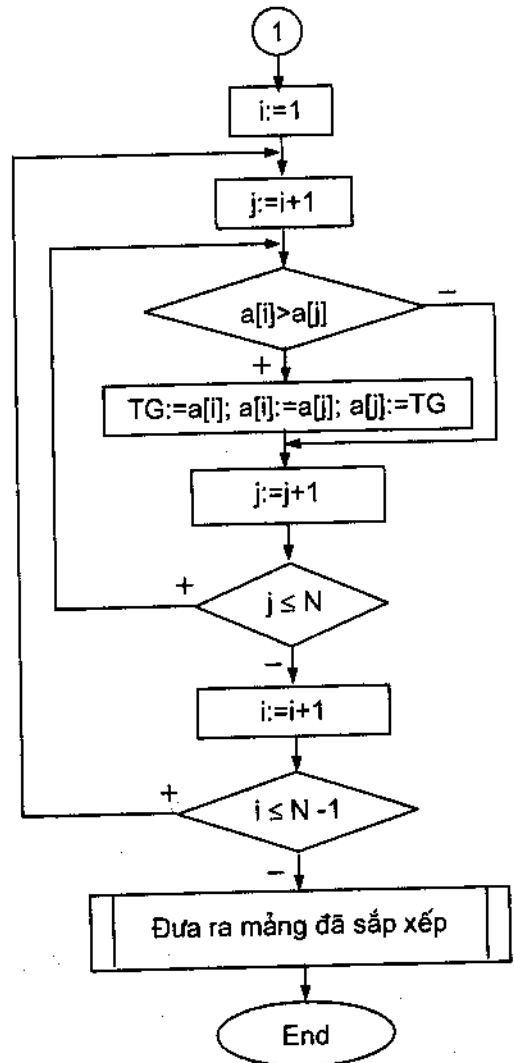 1
i:=1
j:=i+1
a[i]>a[j]
−
+
TG:=a[i]; a[i]:=a[j]; a[j]:=TG
j:=j+1
+
j ≤ N
−
i:=i+1
+
i ≤ N -1
−
Đưa ra mảng đã sắp xếp
End